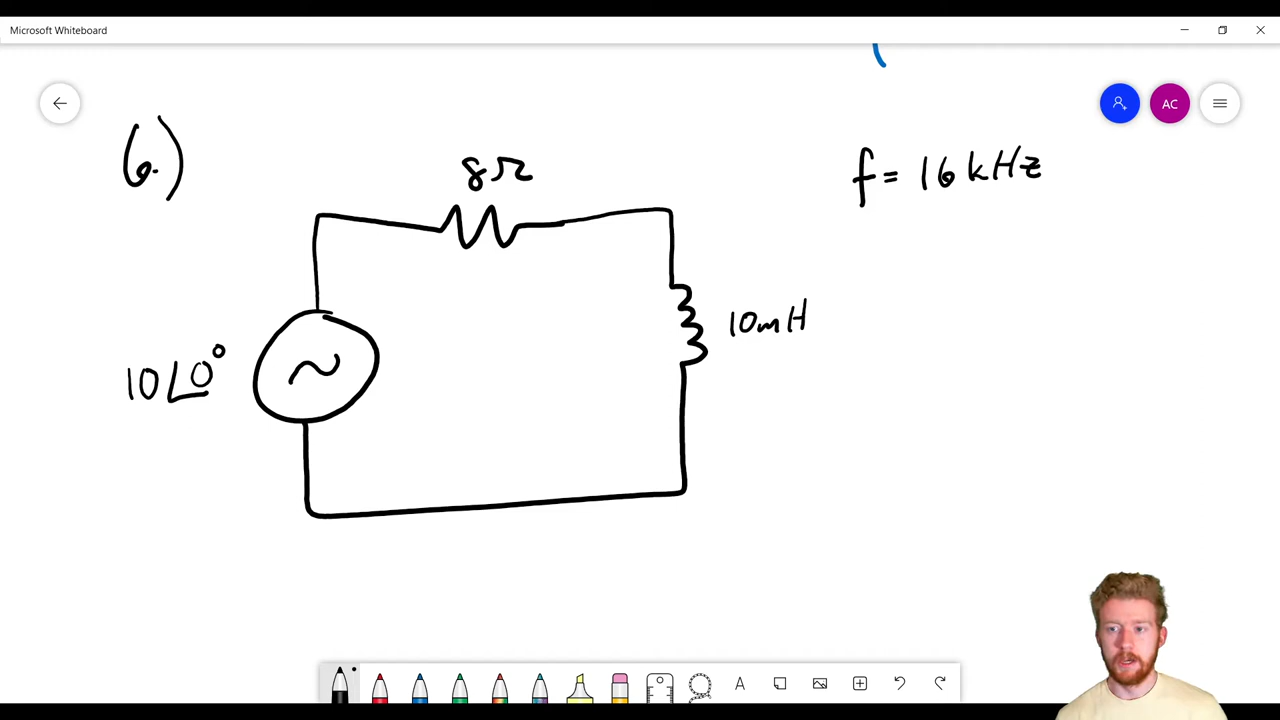 Microsoft Whiteboard
AC
6.)
8Ω
f = 16 kHz
10mH
10∠0°
A